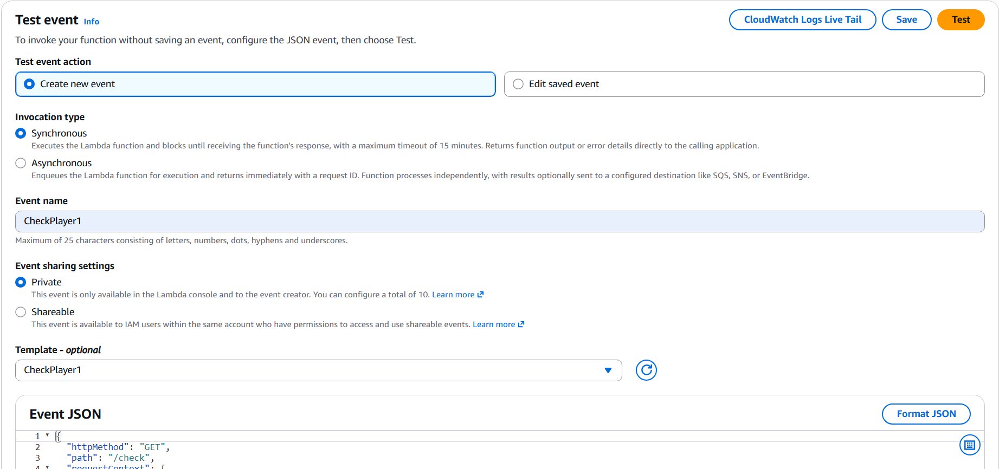 Test event Info
CloudWatch Logs Live Tail
Save
Test
To invoke your function without saving an event, configure the JSON event, then choose Test.
Test event action
Create new event
Edit saved event
Invocation type
Synchronous
Executes the Lambda function and blocks until receiving the function's response, with a maximum timeout of 15 minutes. Returns function output or error details directly to the calling application.
Asynchronous
Enqueues the Lambda function for execution and returns immediately with a request ID. Function processes independently, with results optionally sent to a configured destination like SQS, SNS, or EventBridge.
Event name
CheckPlayer1
Maximum of 25 characters consisting of letters, numbers, dots, hyphens and underscores.
Event sharing settings
Private
This event is only available in the Lambda console and to the event creator. You can configure a total of 10. Learn more
Shareable
This event is available to IAM users within the same account who have permissions to access and use shareable events. Learn more
Template - optional
CheckPlayer1
Event JSON
Format JSON
1 {
2 "httpMethod": "GET",
3 "path": "/check",
4 "requestContext": {